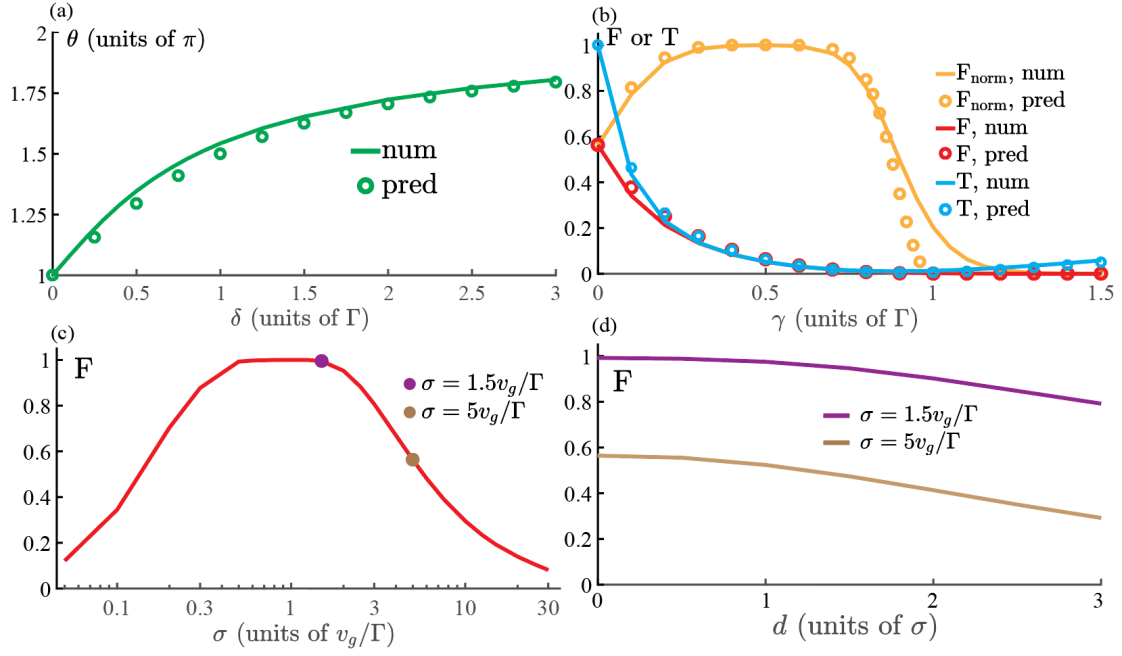 (a)
θ (units of π)
2
1.75
1.5
1.25
1
num
pred
0 0.5 1 1.5 2 2.5 3
δ (units of Γ)
(b)
F or T
1
0.8
0.6
0.4
0.2
0
F_norm, num
F_norm, pred
F, num
F, pred
T, num
T, pred
0 0.5 1 1.5
γ (units of Γ)
(c)
F
1
0.8
0.6
0.4
0.2
0
σ = 1.5v_g/Γ
σ = 5v_g/Γ
0.1 0.3 1 3 10 30
σ (units of v_g/Γ)
(d)
F
1
0.8
0.6
0.4
0.2
0
σ = 1.5v_g/Γ
σ = 5v_g/Γ
0 1 2 3
d (units of σ)